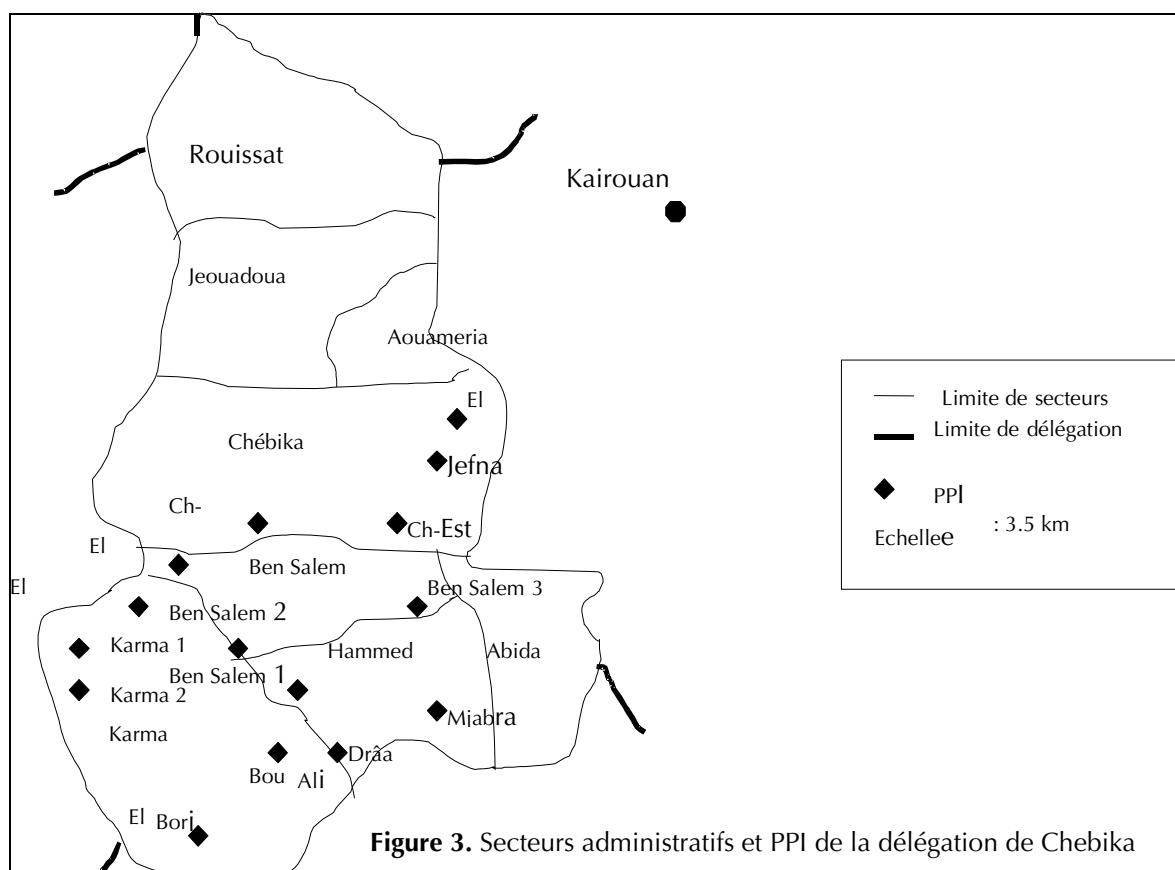 Rouissat
Kairouan
Jeouadoua
Aouameria
El
Chébika
Jefna
Ch-
Ch-Est
El
Ben Salem
El
Ben Salem 2
Ben Salem 3
Karma 1
Hammed
Abida
Ben Salem 1
Karma 2
Mjabra
Karma
Drâa
Bou
Ali
El Borj
Limite de secteurs
Limite de délégation
PPI
Echellee : 3.5 km
Figure 3. Secteurs administratifs et PPI de la délégation de Chebika